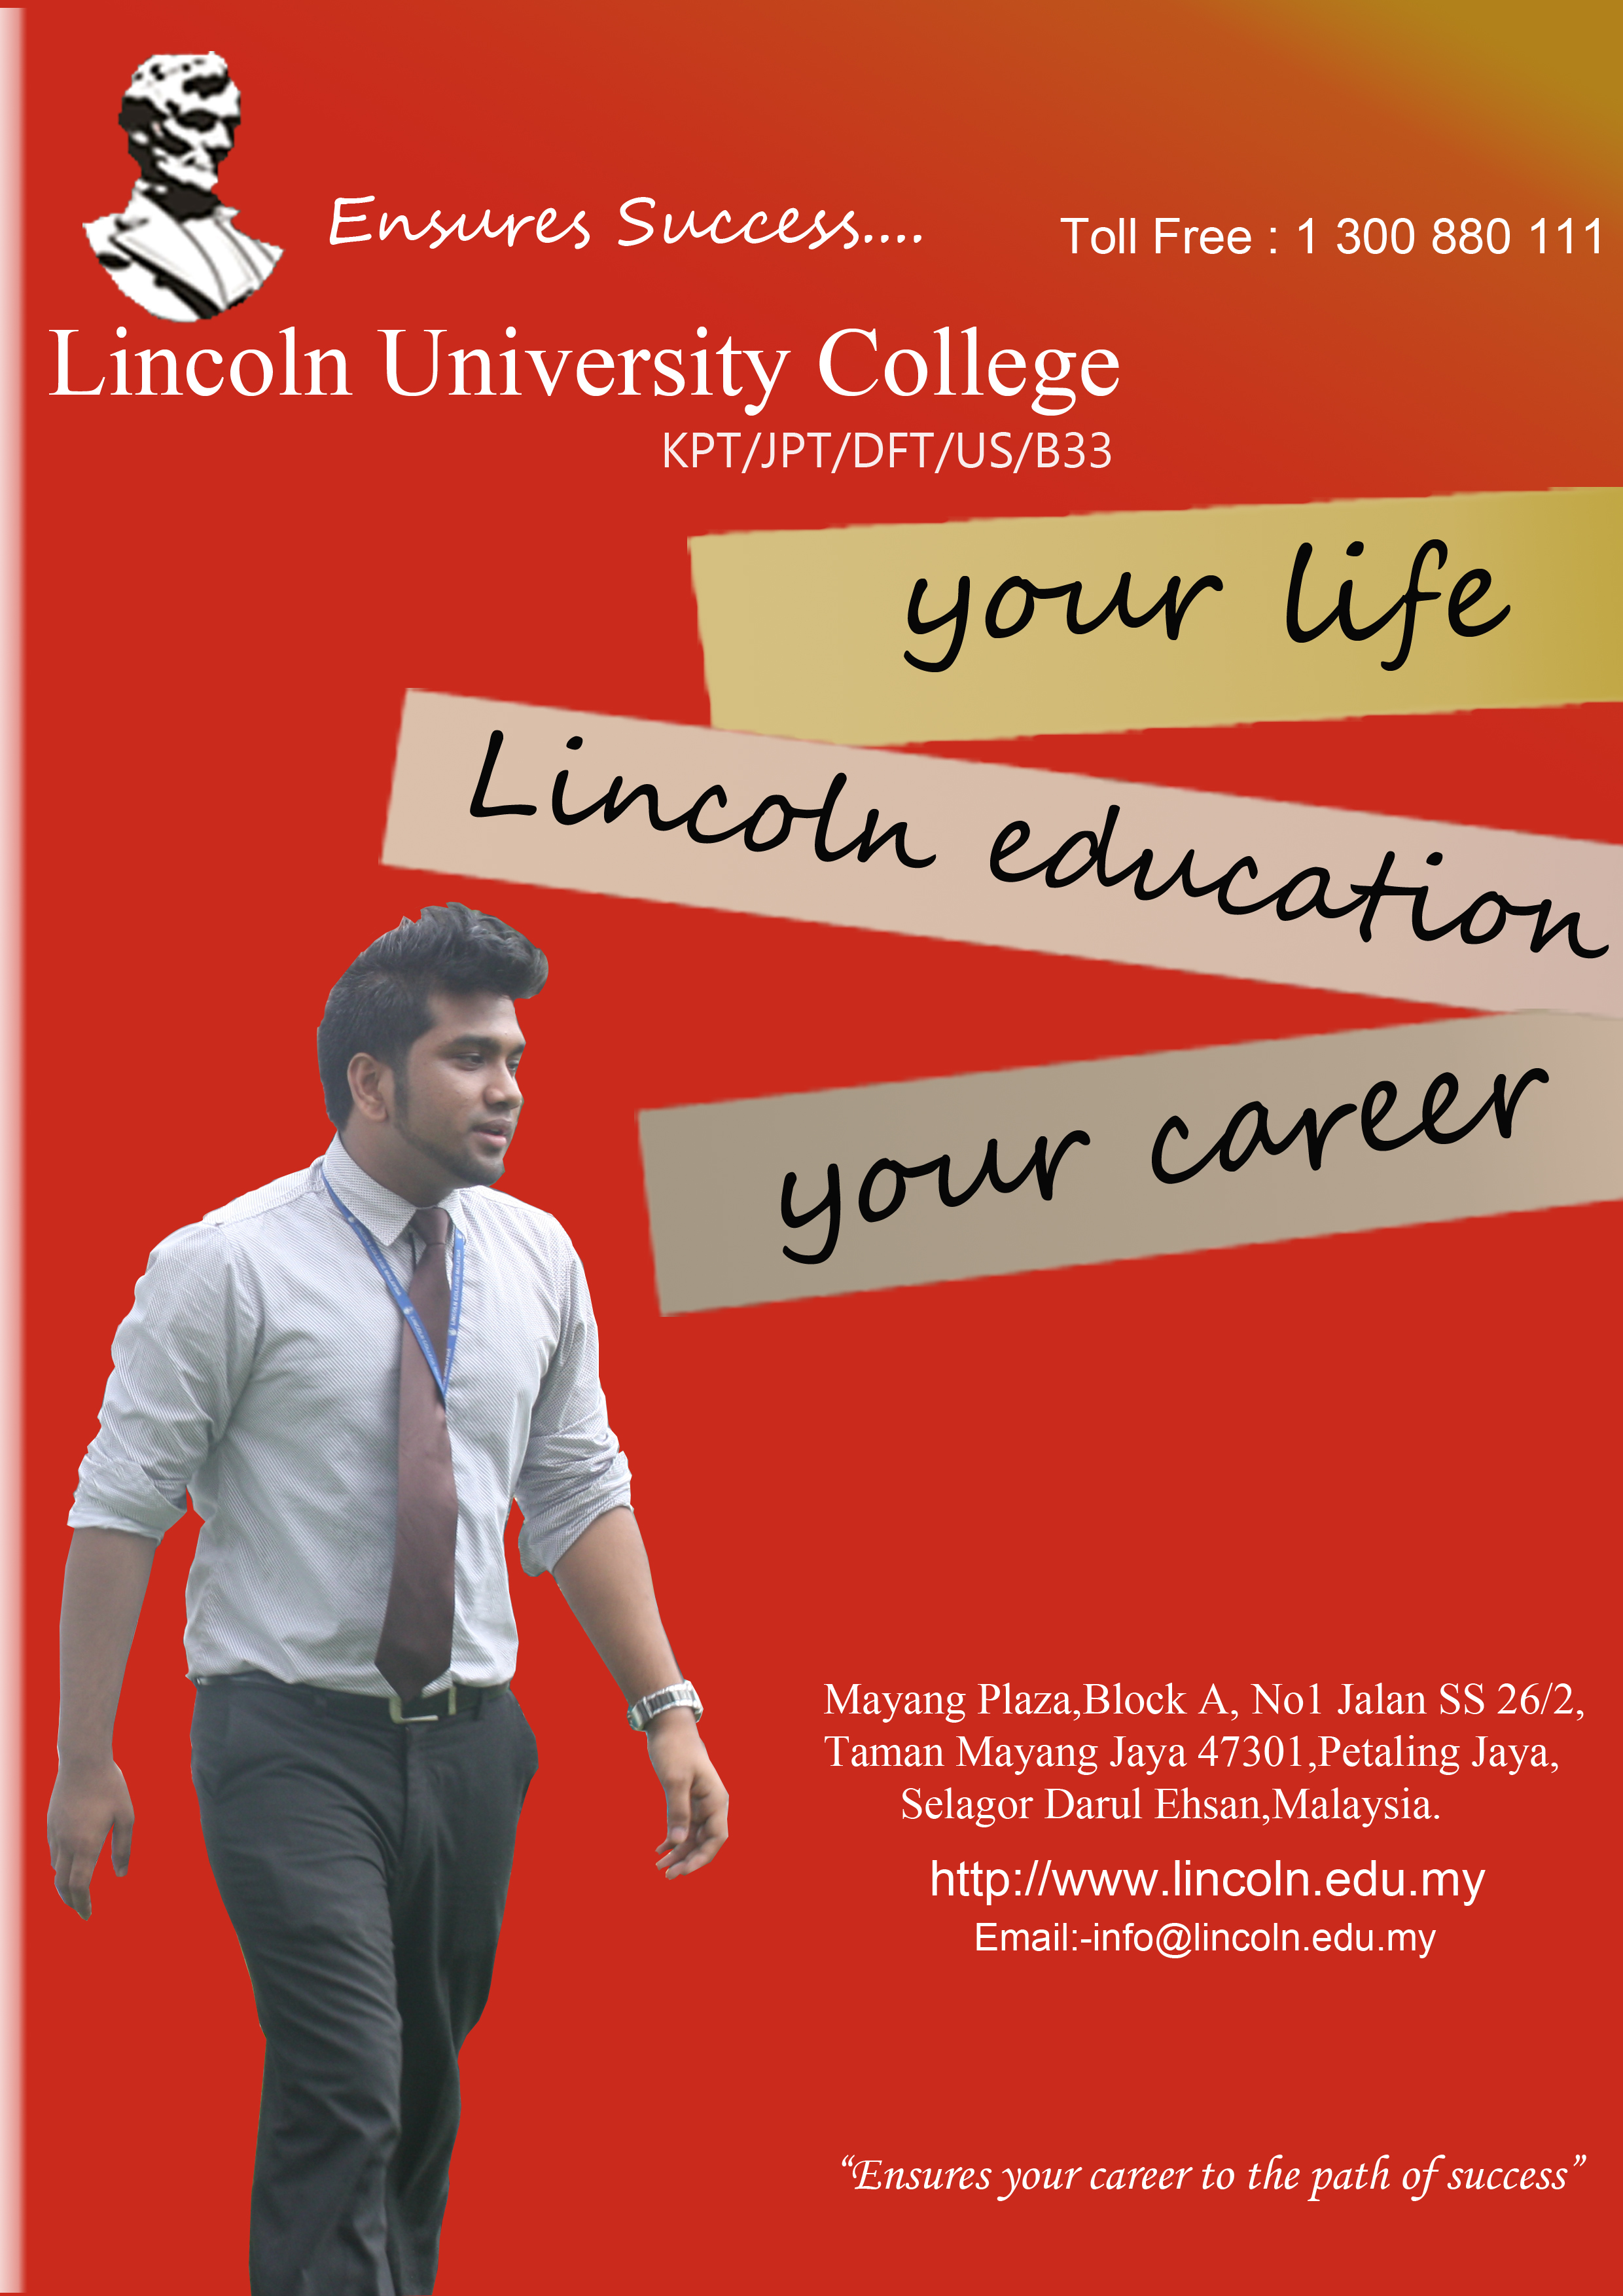 Ensures Success....
Toll Free : 1 300 880 111
Lincoln University College
KPT/JPT/DFT/US/B33
your life
Lincoln education
your career
Mayang Plaza,Block A, No1 Jalan SS 26/2,
Taman Mayang Jaya 47301,Petaling Jaya,
Selagor Darul Ehsan,Malaysia.
http://www.lincoln.edu.my
Email:-info@lincoln.edu.my
“Ensures your career to the path of success”